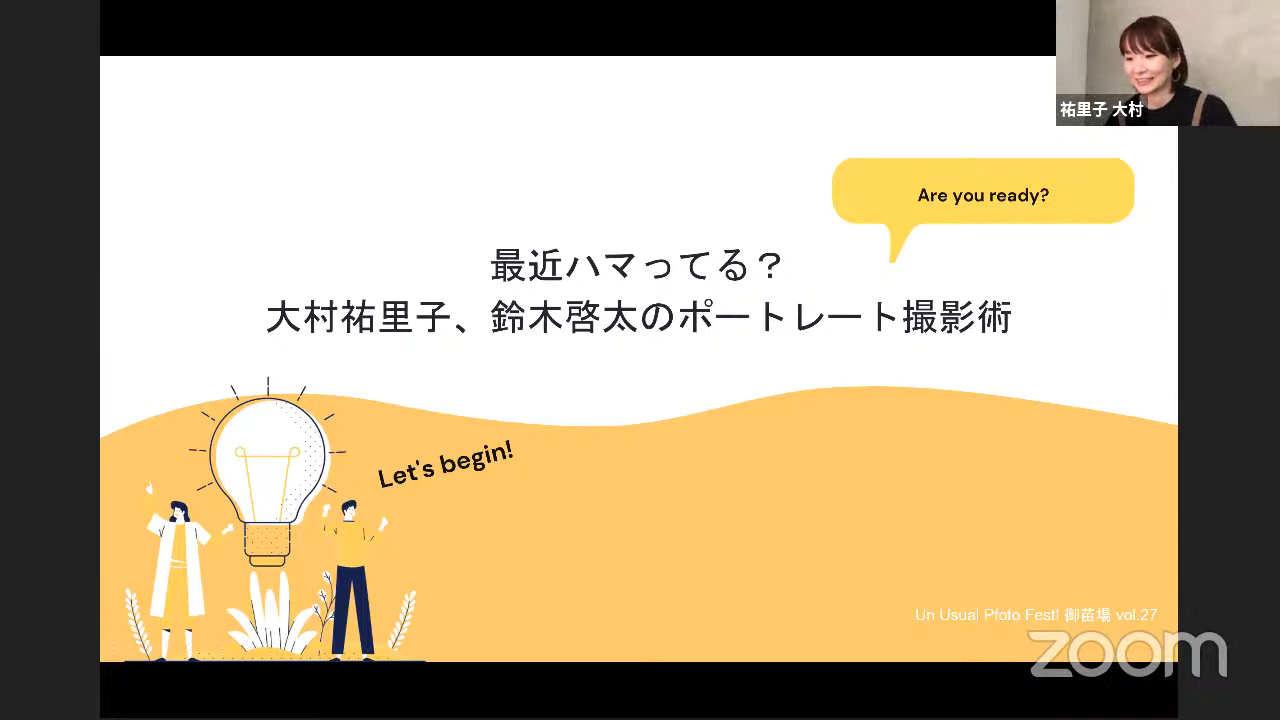 祐里子 大村
Are you ready?
最近ハマってる？
大村祐里子、鈴木啓太のポートレート撮影術
Let's begin!
Un Usual Pfoto Fest! 御苗場 vol.27
zoom